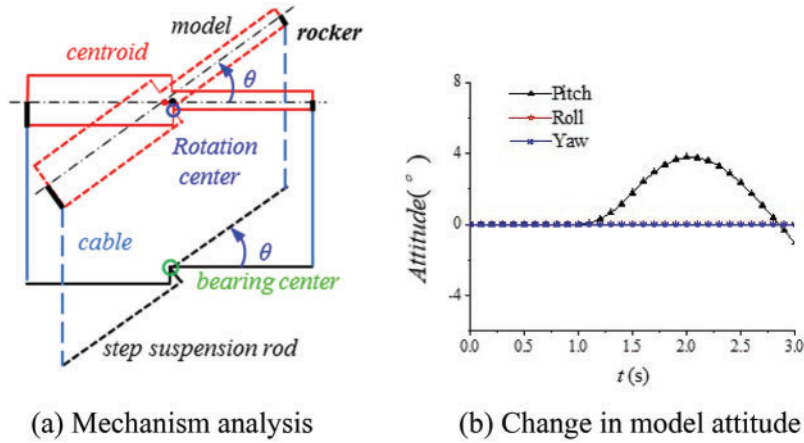 model
rocker
centroid
θ
Rotation
center
cable
θ
bearing center
step suspension rod
(a) Mechanism analysis
8
4
0
-4
Attitude(°)
Pitch
Roll
Yaw
0.0 0.5 1.0 1.5 2.0 2.5 3.0
t (s)
(b) Change in model attitude